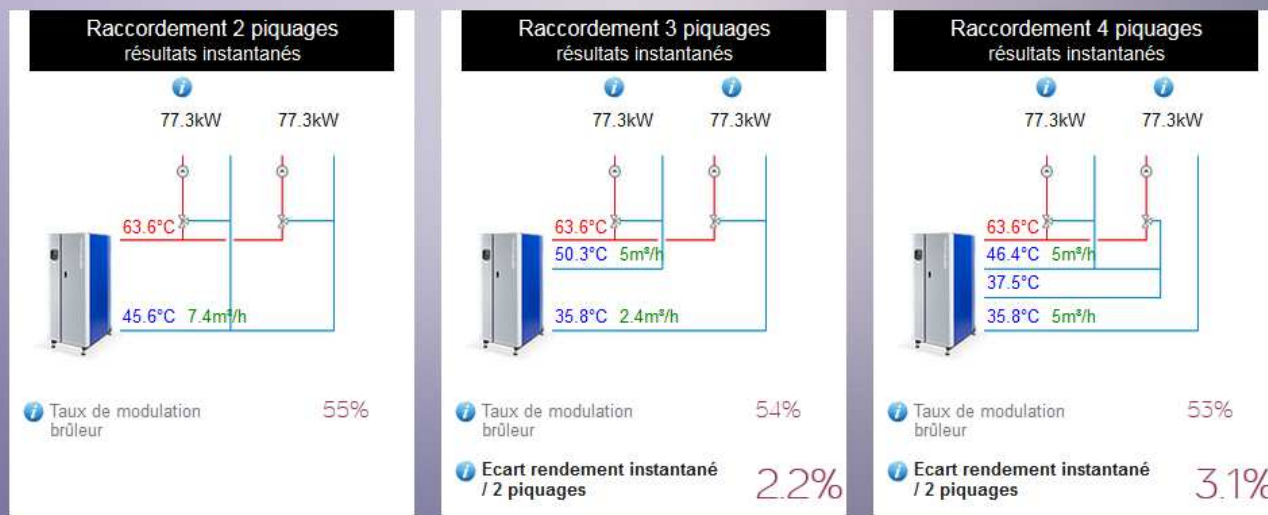 Raccordement 2 piquages
résultats instantanés
77.3kW 77.3kW
63.6°C
45.6°C 7.4m³/h
Taux de modulation 55%
brûleur
Raccordement 3 piquages
résultats instantanés
77.3kW 77.3kW
63.6°C
50.3°C 5m³/h
35.8°C 2.4m³/h
Taux de modulation 54%
brûleur
Ecart rendement instantané 2.2%
/ 2 piquages
Raccordement 4 piquages
résultats instantanés
77.3kW 77.3kW
63.6°C
46.4°C 5m³/h
37.5°C
35.8°C 5m³/h
Taux de modulation 53%
brûleur
Ecart rendement instantané 3.1%
/ 2 piquages